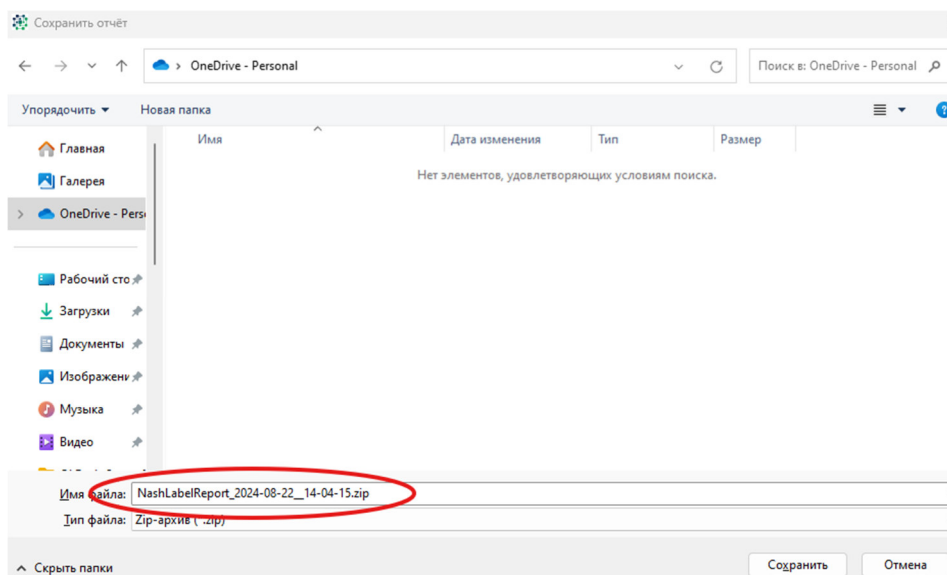 Сохранить отчёт
OneDrive - Personal
Поиск в: OneDrive - Personal
Упорядочить
Новая папка
Имя Дата изменения Тип Размер
Нет элементов, удовлетворяющих условиям поиска.
Главная
Галерея
OneDrive - Perso
Рабочий сто
Загрузки
Документы
Изображени
Музыка
Видео
Имя файла: NashLabelReport_2024-08-22__14-04-15.zip
Тип файла: Zip-архив (*.zip)
Скрыть папки
Сохранить Отмена